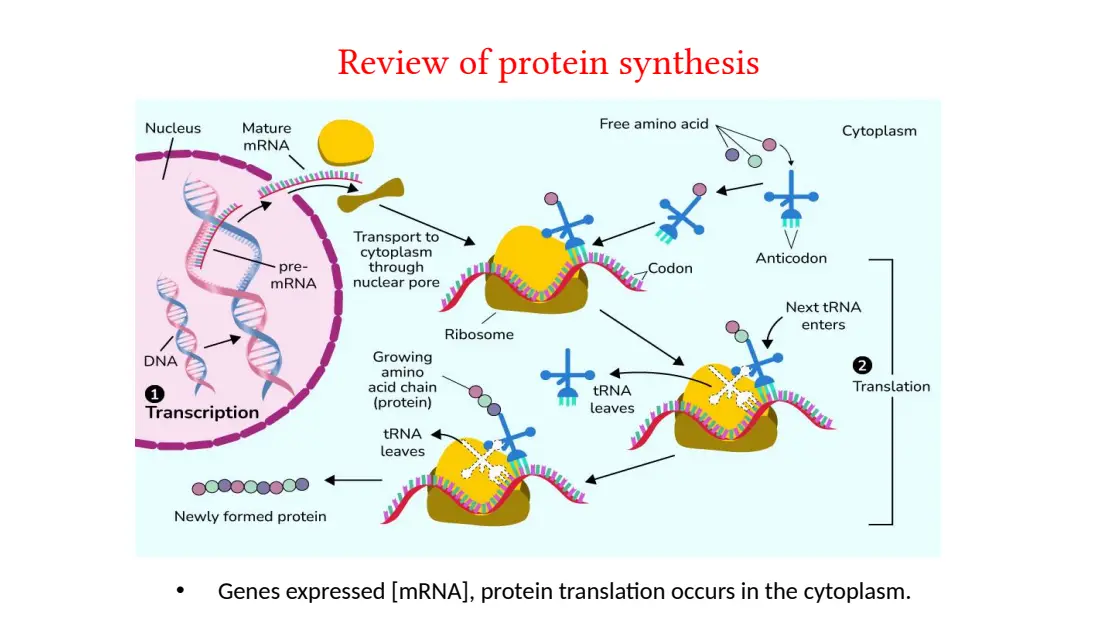 Review of protein synthesis
Nucleus
Mature
mRNA
Free amino acid
Cytoplasm
Transport to
cytoplasm
through
nuclear pore
pre-
mRNA
Codon
Anticodon
Ribosome
DNA
1
Transcription
Next tRNA
enters
2
Translation
Growing
amino
acid chain
(protein)
tRNA
leaves
tRNA
leaves
Newly formed protein
• Genes expressed [mRNA], protein translation occurs in the cytoplasm.